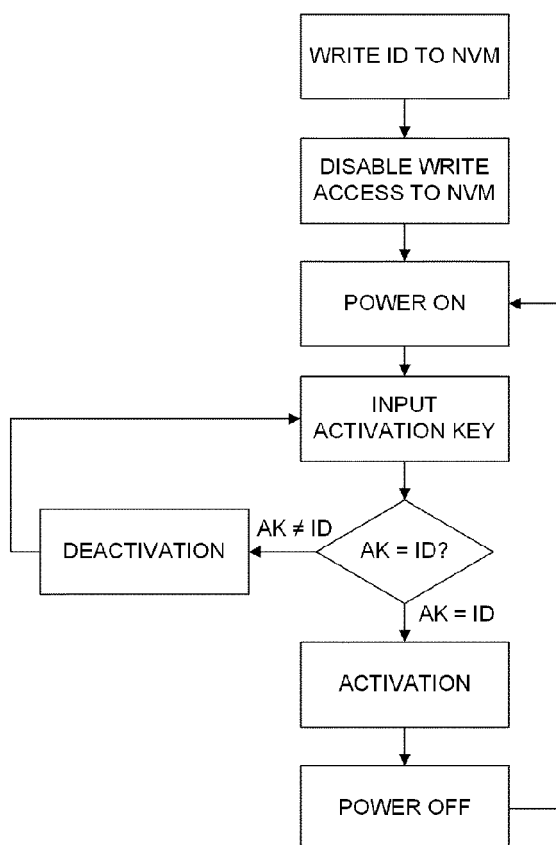 WRITE ID TO NVM
DISABLE WRITE
ACCESS TO NVM
POWER ON
INPUT
ACTIVATION KEY
AK ≠ ID
DEACTIVATION
AK = ID?
AK = ID
ACTIVATION
POWER OFF